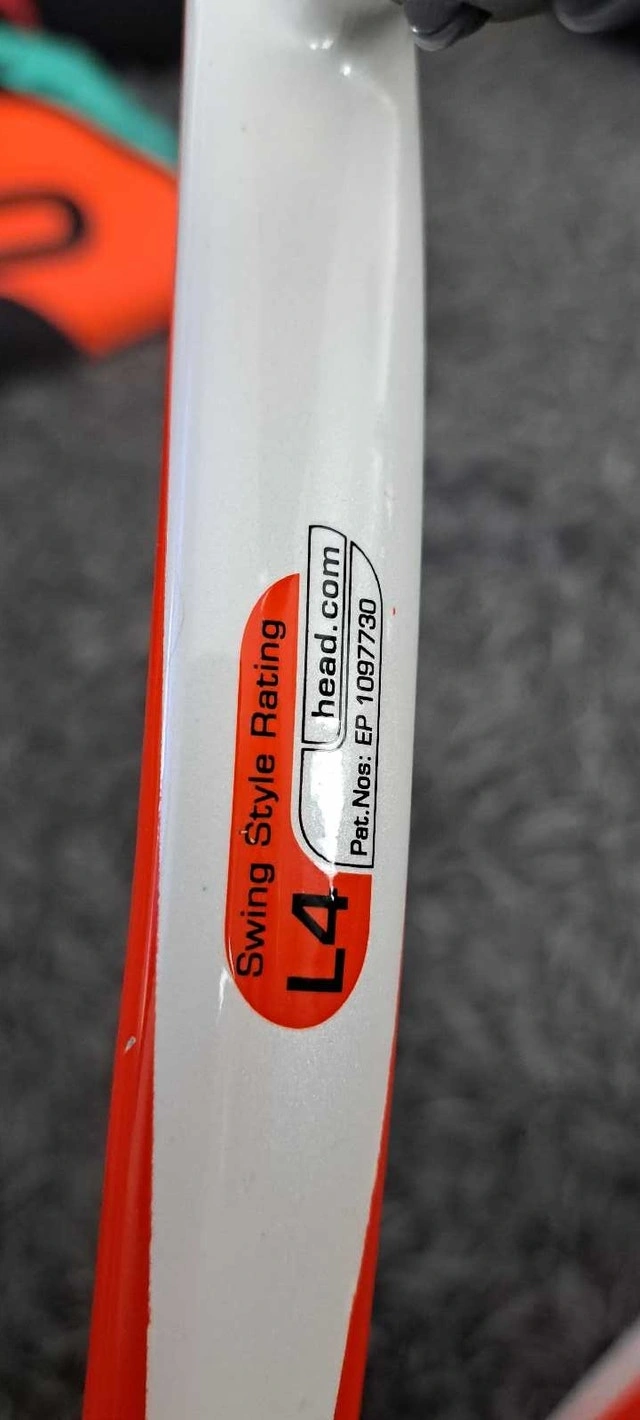 Swing Style Rating
L4
head.com
Pat.Nos: EP 1097730